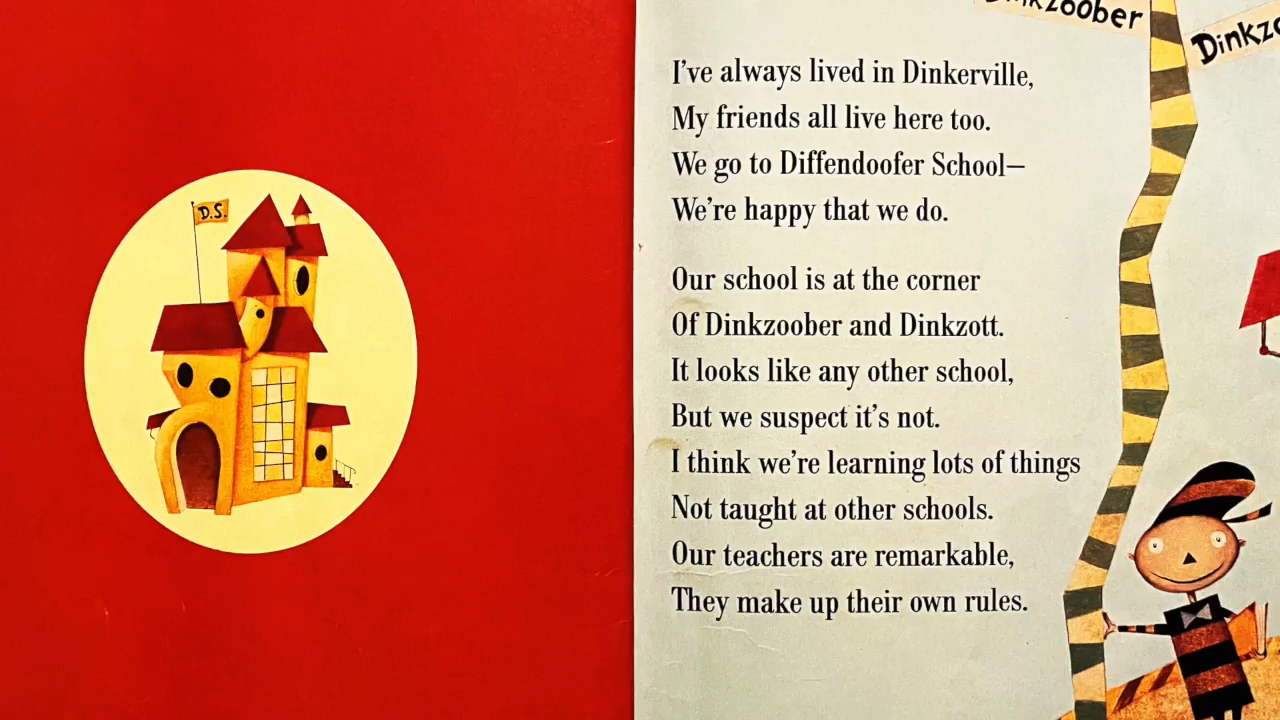 D.S.
I've always lived in Dinkerville,
My friends all live here too.
We go to Diffendoofer School—
We're happy that we do.
Our school is at the corner
Of Dinkzoober and Dinkzott.
It looks like any other school,
But we suspect it's not.
I think we're learning lots of things
Not taught at other schools.
Our teachers are remarkable,
They make up their own rules.